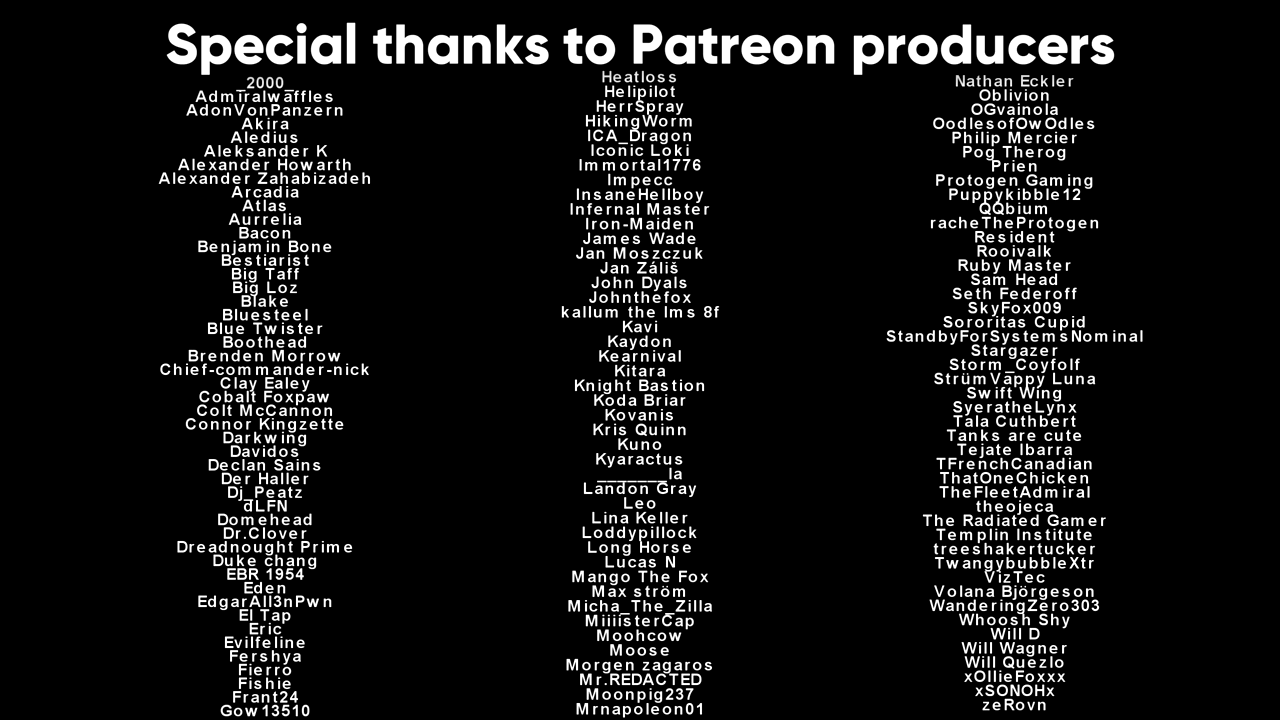 Special thanks to Patreon producers
_2000_
Admiralwaffles
AdonVonPanzern
Akira
Aledius
Aleksander K
Alexander Howarth
Alexander Zahabizadeh
Arcadia
Atlas
Aurrelia
Bacon
Benjamin Bone
Bestiarist
Big Taff
Big Loz
Blake
Bluesteel
Blue Twister
Boothead
Brenden Morrow
Chief-commander-nick
Clay Ealey
Cobalt Foxpaw
Colt McCannon
Connor Kingzette
Darkwing
Davidos
Declan Sains
Der Haller
Dj_Peatz
dLFN
Domehead
Dr.Clover
Dreadnought Prime
Duke chang
EBR 1954
Eden
EdgarAll3nPwn
El Tap
Eric
Evilfeline
Fershya
Fierro
Fishie
Frant24
Gow13510
Heatloss
Helipilot
HerrSpray
HikingWorm
ICA_Dragon
Iconic Loki
Immortal1776
Impecc
InsaneHellboy
Infernal Master
Iron-Maiden
James Wade
Jan Moszczuk
Jan Záliš
John Dyals
Johnthefox
kallum the lms 8f
Kavi
Kaydon
Kearnival
Kitara
Knight Bastion
Koda Briar
Kovanis
Kris Quinn
Kuno
Kyaractus
_______la
Landon Gray
Leo
Lina Keller
Loddypillock
Long Horse
Lucas N
Mango The Fox
Max ström
Micha_The_Zilla
MiiiisterCap
Moohcow
Moose
Morgen zagaros
Mr.REDACTED
Moonpig237
Mrnapoleon01
Nathan Eckler
Oblivion
OGvainola
OodlesofOwOdles
Philip Mercier
Pog Therog
Prien
Protogen Gaming
Puppykibble12
QQbium
racheTheProtogen
Resident
Rooivalk
Ruby Master
Sam Head
Seth Federoff
SkyFox009
Sororitas Cupid
StandbyForSystemsNominal
Stargazer
Storm_Coyfolf
StrümVappy Luna
Swift Wing
SyeratheLynx
Tala Cuthbert
Tanks are cute
Tejate Ibarra
TFrenchCanadian
ThatOneChicken
TheFleetAdmiral
theojeca
The Radiated Gamer
Templin Institute
treeshakertucker
TwangybubbleXtr
VizTec
Volana Björgeson
WanderingZero303
Whoosh Shy
Will D
Will Wagner
Will Quezlo
xOllieFoxxx
xSONOHx
zeRovn